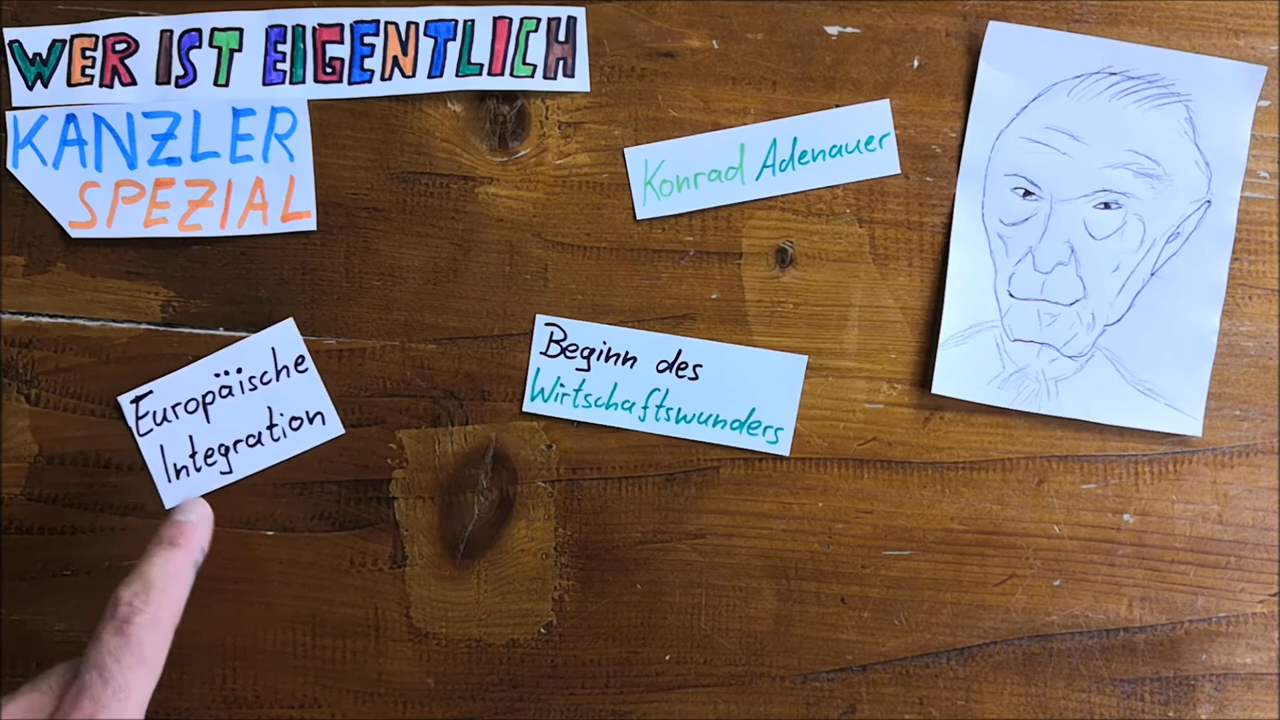 WER IST EIGENTLICH
KANZLER
SPEZIAL
Konrad Adenauer
Europäische
Integration
Beginn des
Wirtschaftswunders